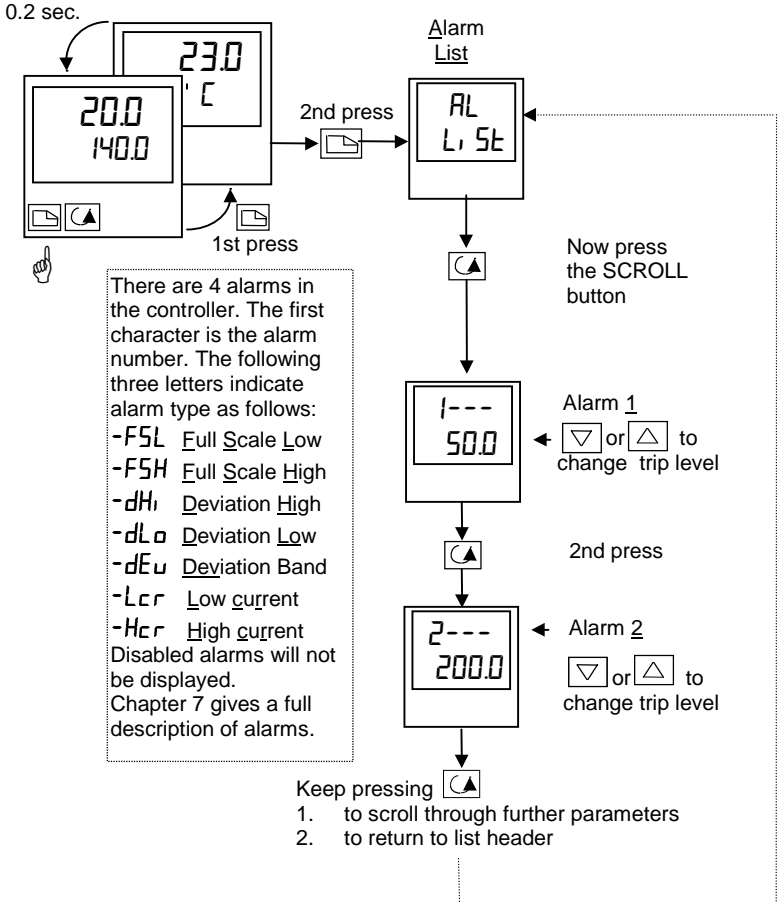 0.2 sec.
23.0
°C
20.0
140.0
1st press
2nd press
Alarm
List
AL
LiSt
Now press
the SCROLL
button
There are 4 alarms in
the controller. The first
character is the alarm
number. The following
three letters indicate
alarm type as follows:
-FSL Full Scale Low
-FSH Full Scale High
-dHi Deviation High
-dLo Deviation Low
-dEv Deviation Band
-Lcr Low current
-Hcr High current
Disabled alarms will not
be displayed.
Chapter 7 gives a full
description of alarms.
1---
50.0
Alarm 1
or to
change trip level
2nd press
2---
200.0
Alarm 2
or to
change trip level
Keep pressing
1. to scroll through further parameters
2. to return to list header